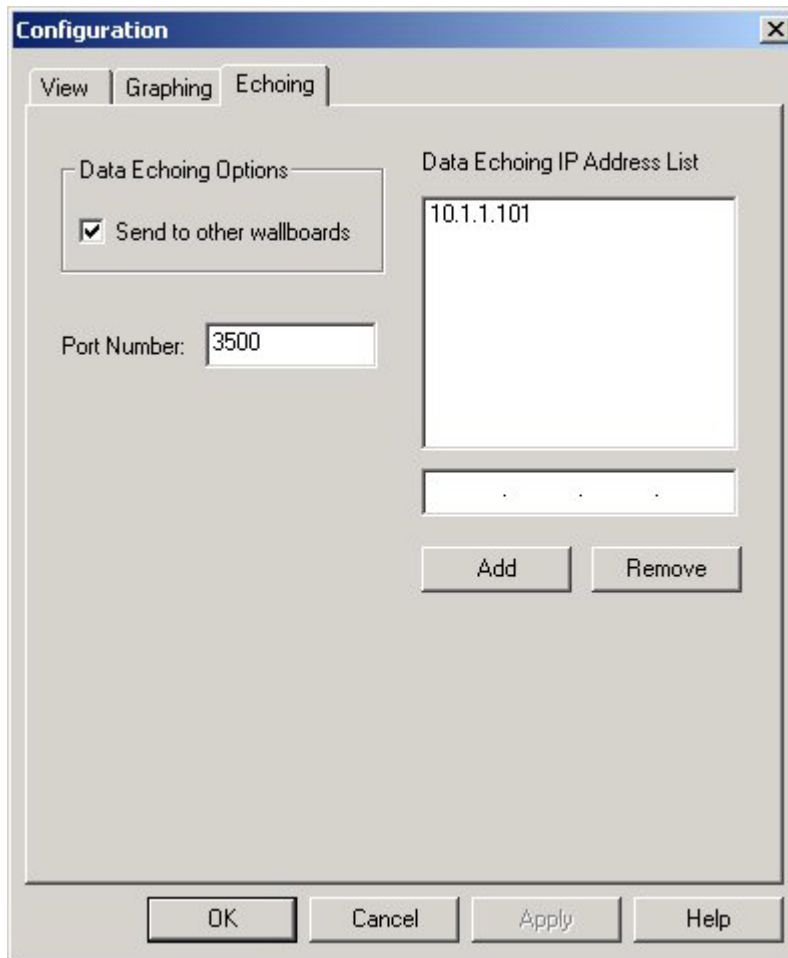 Configuration
View
Graphing
Echoing
Data Echoing Options
Send to other wallboards
Port Number:
3500
Data Echoing IP Address List
10.1.1.101
. . .
Add
Remove
OK
Cancel
Apply
Help